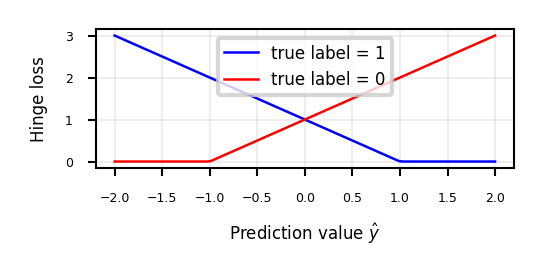 3
2
1
0
Hinge loss
true label = 1
true label = 0
−2.0 −1.5 −1.0 −0.5 0.0 0.5 1.0 1.5 2.0
Prediction value ŷ